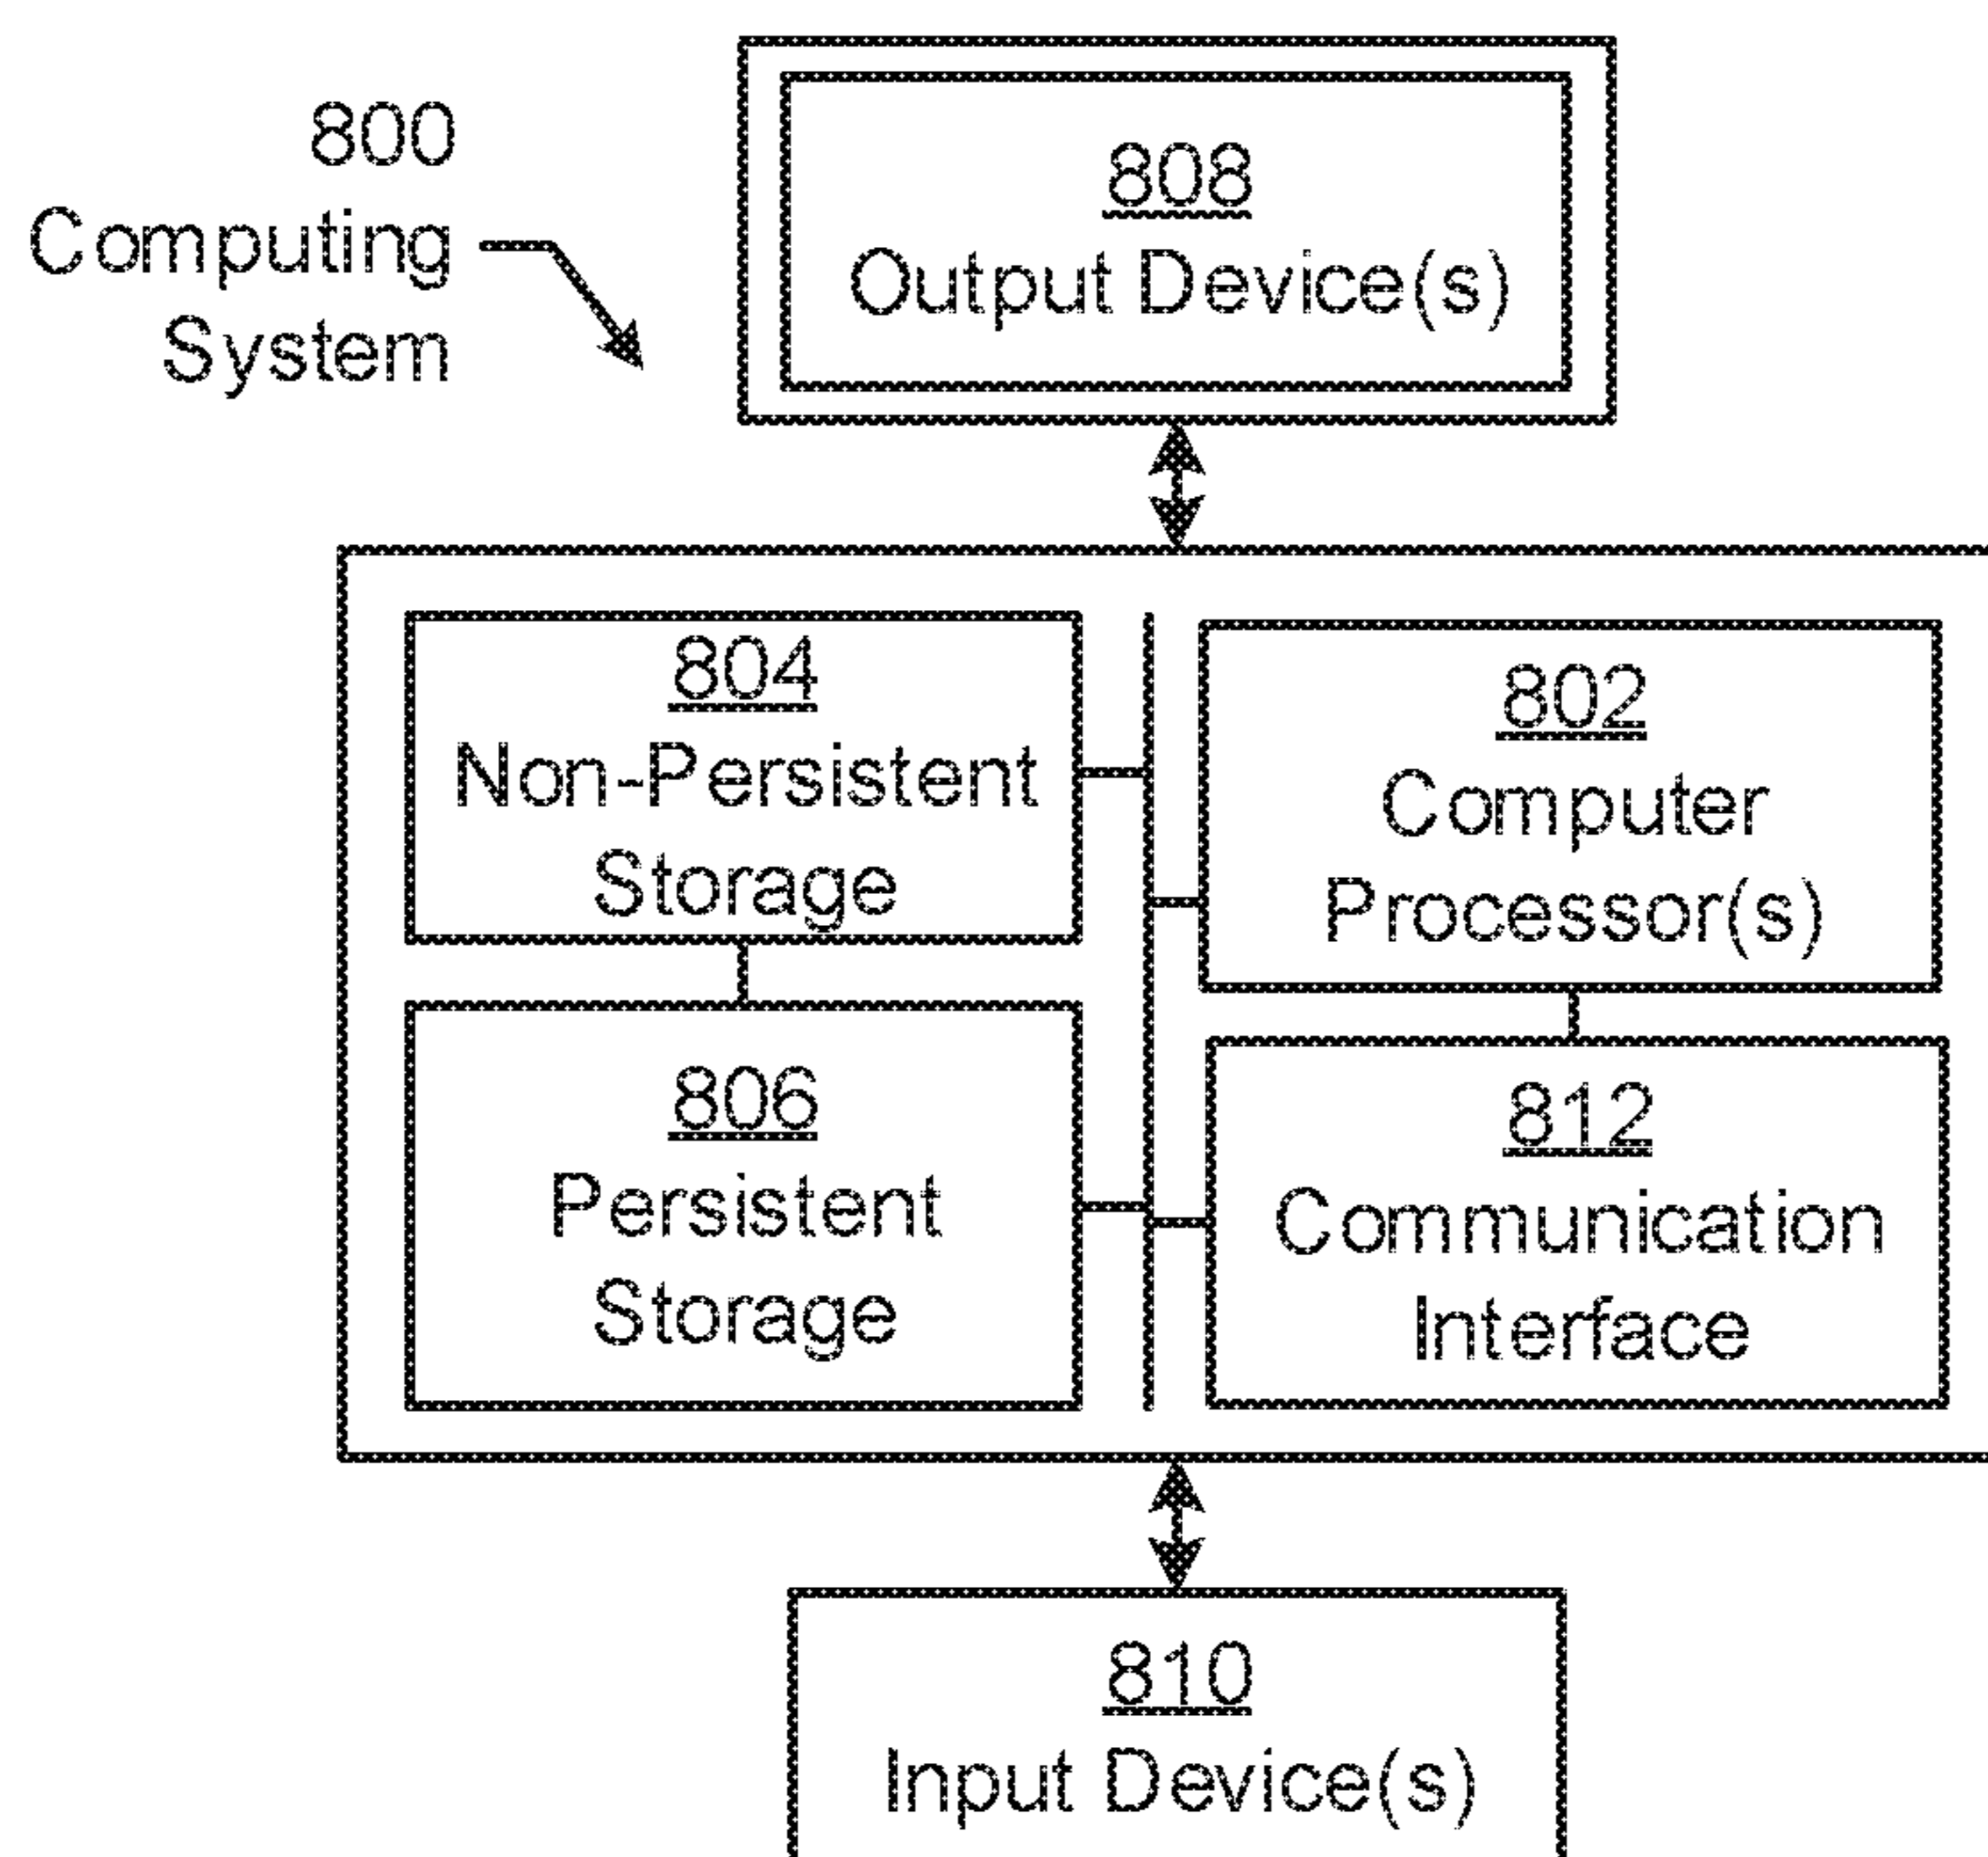 800
Computing
System
808
Output Device(s)
804
Non-Persistent
Storage
802
Computer
Processor(s)
806
Persistent
Storage
812
Communication
Interface
810
Input Device(s)